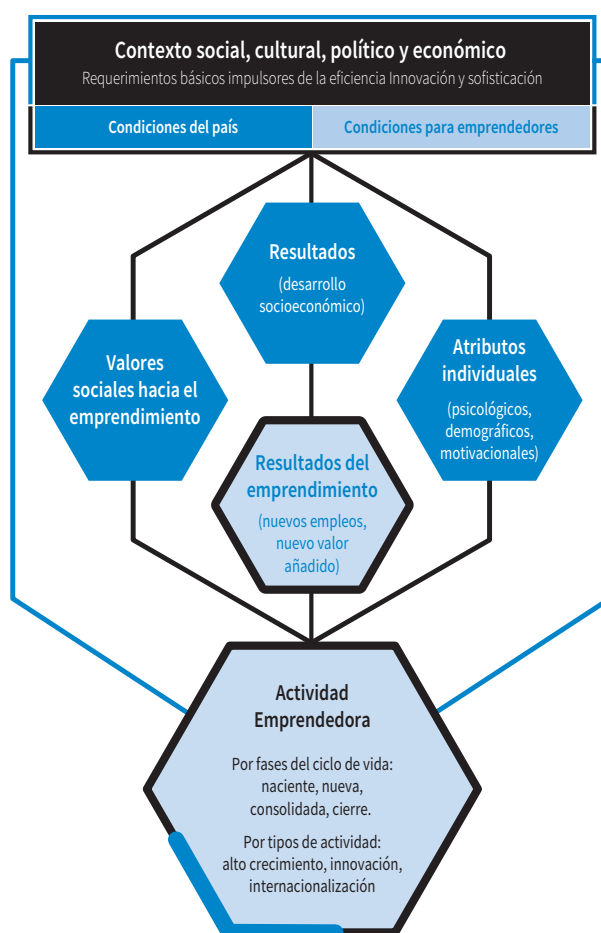 Contexto social, cultural, político y económico
Requerimientos básicos impulsores de la eficiencia Innovación y sofisticación
Condiciones del país
Condiciones para emprendedores
Resultados
(desarrollo
socioeconómico)
Valores
sociales hacia el
emprendimiento
Atributos
individuales
(psicológicos,
demográficos,
motivacionales)
Resultados del
emprendimiento
(nuevos empleos,
nuevo valor
añadido)
Actividad
Emprendedora
Por fases del ciclo de vida:
naciente, nueva,
consolidada, cierre.
Por tipos de actividad:
alto crecimiento, innovación,
internacionalización